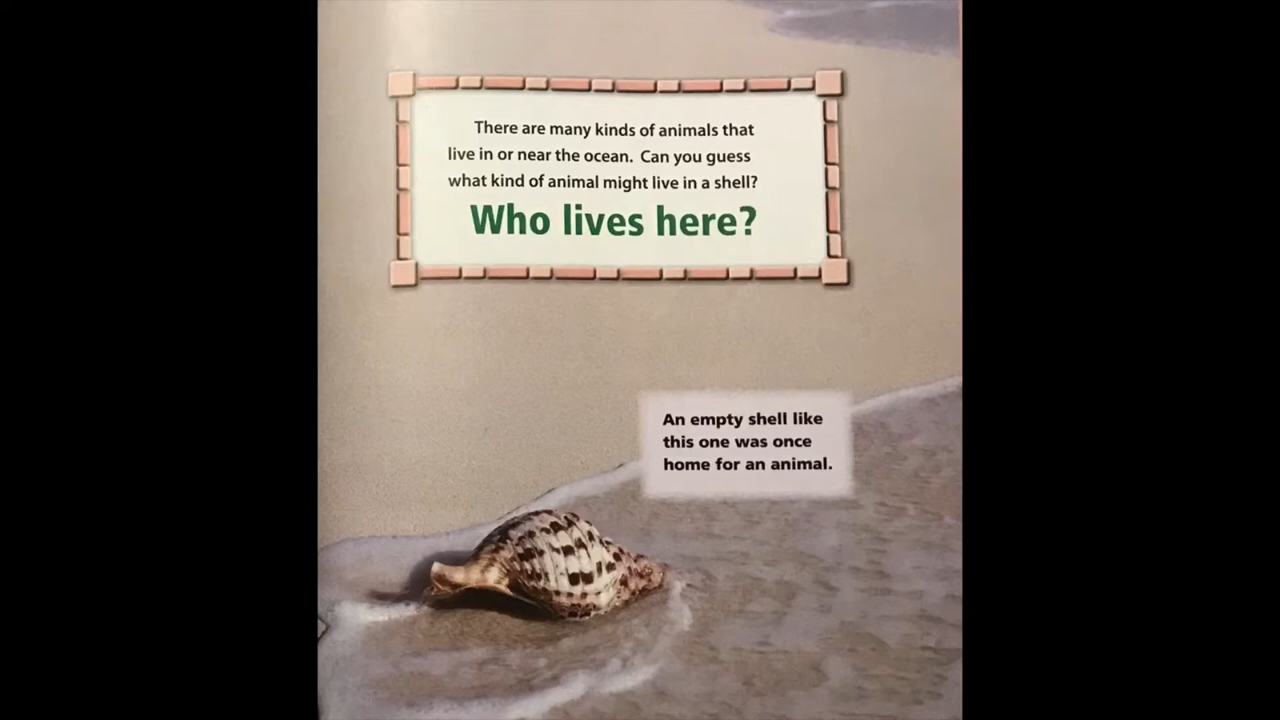 There are many kinds of animals that
live in or near the ocean. Can you guess
what kind of animal might live in a shell?
Who lives here?
An empty shell like
this one was once
home for an animal.